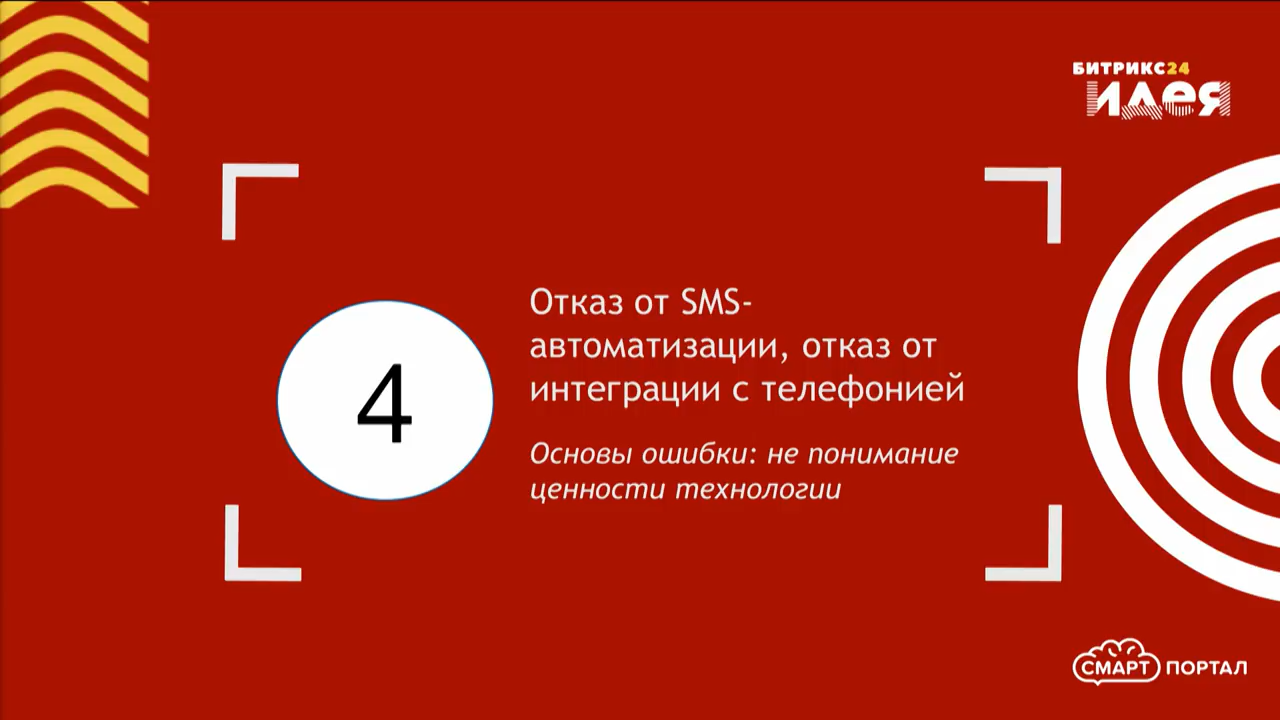 БИТРИКС24
идея
4
Отказ от SMS-
автоматизации, отказ от
интеграции с телефонией
Основы ошибки: не понимание
ценности технологии
СМАРТ ПОРТАЛ